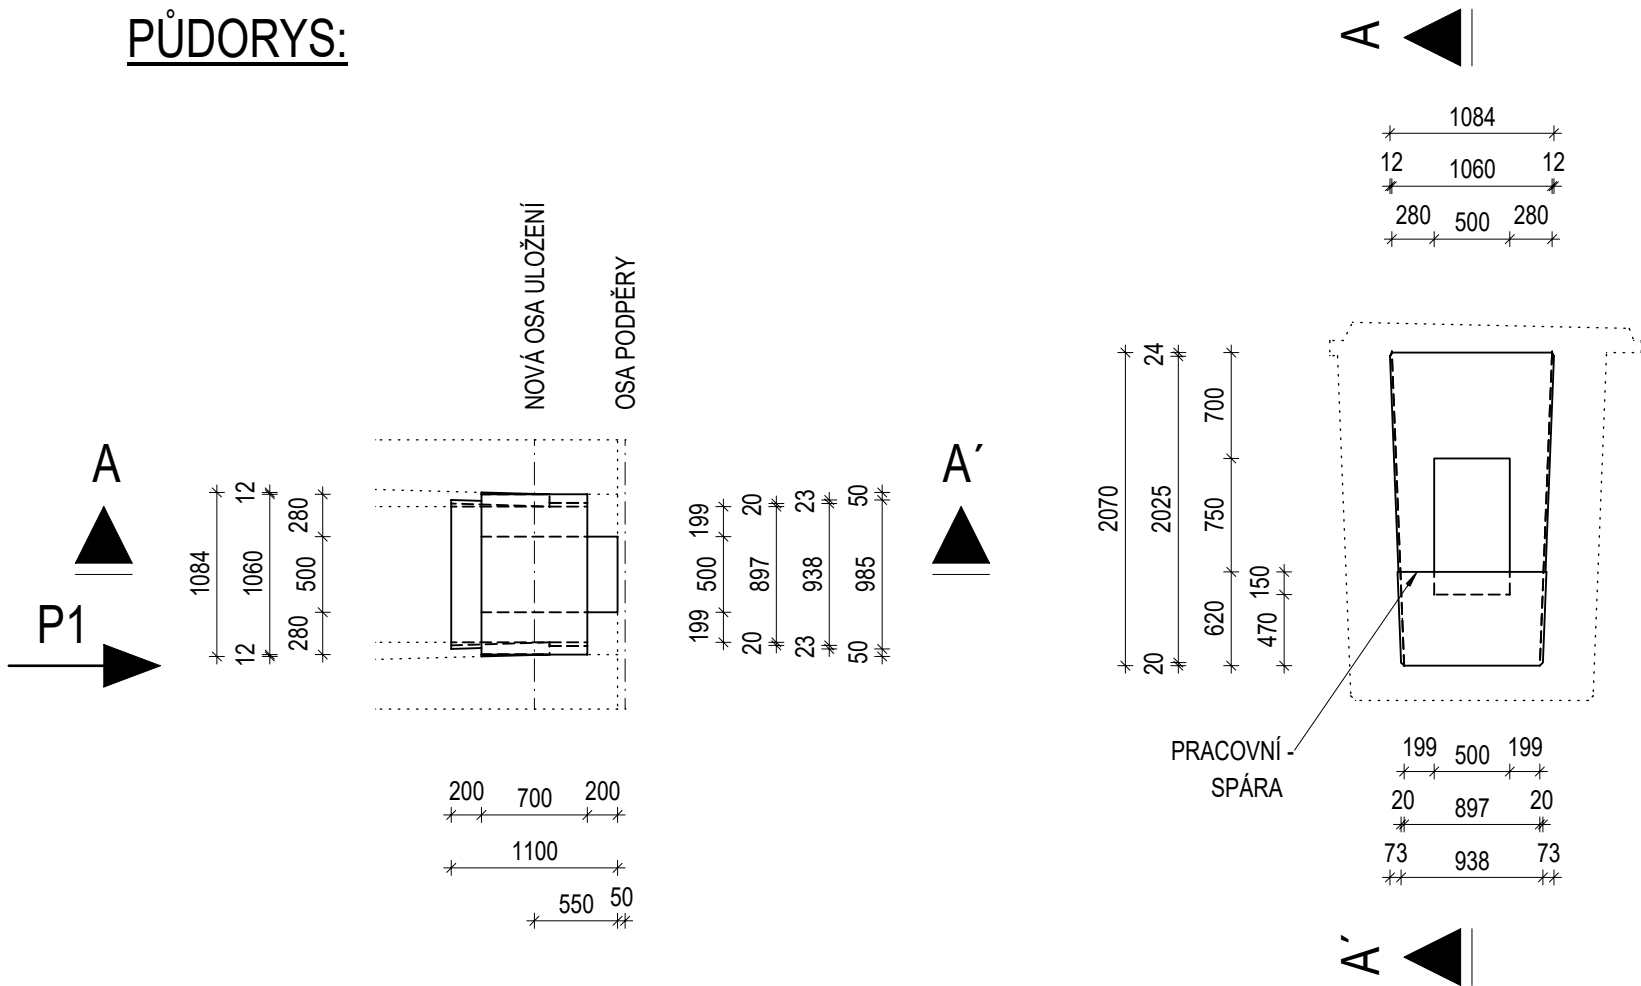 PŮDORYS:
A
1084
12 1060 12
280 500 280
NOVÁ OSA ULOŽENÍ
OSA PODPĚRY
A
A´
P1
1084
12 1060 12
280 500 280
199 500 199
20 897 20
23 938 23
50 985 50
200 700 200
1100
550 50
2070
24 2025 20
700 750 620
150 470
PRACOVNÍ
SPÁRA
199 500 199
20 897 20
73 938 73
A´